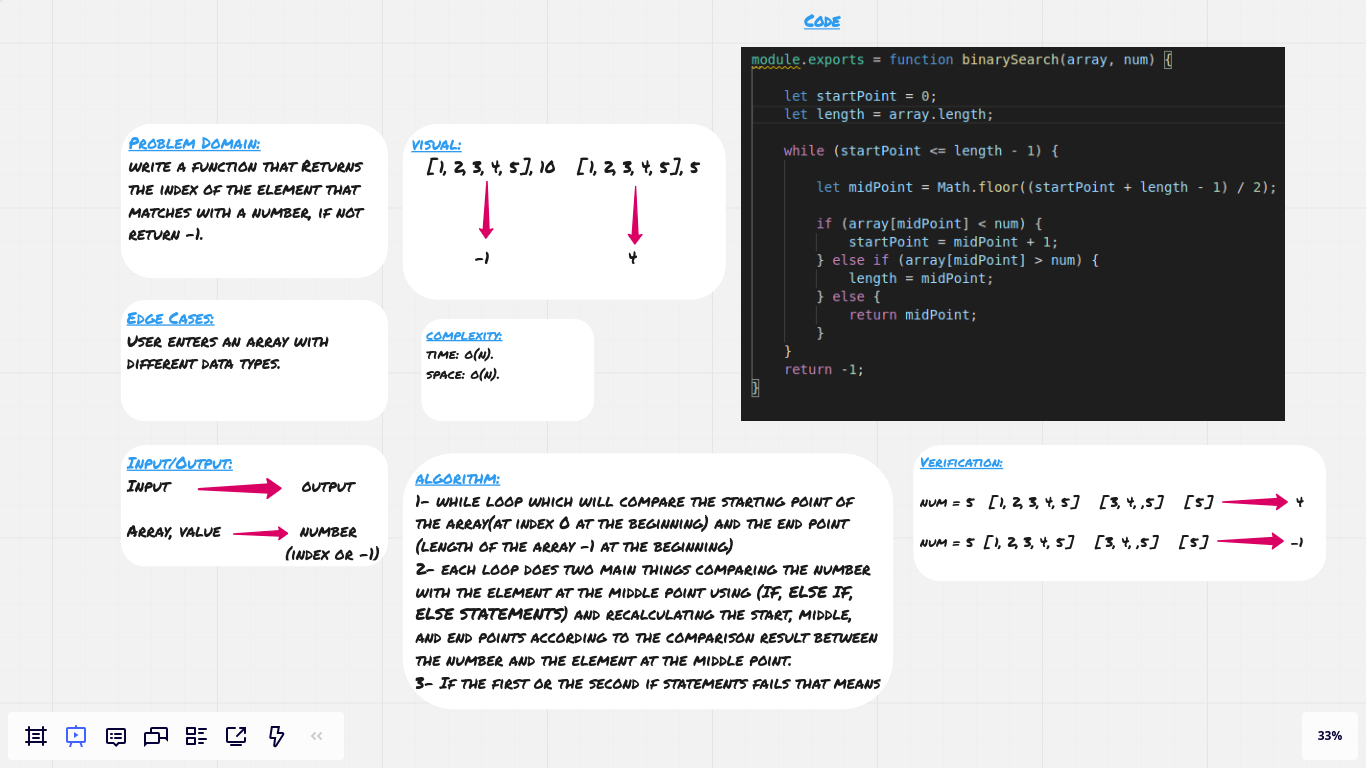 Code
module.exports = function binarySearch(array, num) {
let startPoint = 0;
let length = array.length;
while (startPoint <= length - 1) {
let midPoint = Math.floor((startPoint + length - 1) / 2);
if (array[midPoint] < num) {
startPoint = midPoint + 1;
} else if (array[midPoint] > num) {
length = midPoint;
} else {
return midPoint;
}
}
return -1;
}
Problem Domain:
write a function that Returns
the index of the element that
matches with a number, if not
return -1.
visual:
[1, 2, 3, 4, 5], 10 [1, 2, 3, 4, 5], 5
-1 4
Edge Cases:
User enters an array with
different data types.
complexity:
time: o(n).
space: o(n).
Input/Output:
Input output
Array, value number
(index or -1)
algorithm:
1- while loop which will compare the starting point of
the array(at index 0 at the beginning) and the end point
(length of the array -1 at the beginning)
2- each loop does two main things comparing the number
with the element at the middle point using (if, else if,
else statements) and recalculating the start, middle,
and end points according to the comparison result between
the number and the element at the middle point.
3- If the first or the second if statements fails that means
Verification:
num = 5 [1, 2, 3, 4, 5] [3, 4, ,5] [5] 4
num = 5 [1, 2, 3, 4, 5] [3, 4, ,5] [5] -1
33%